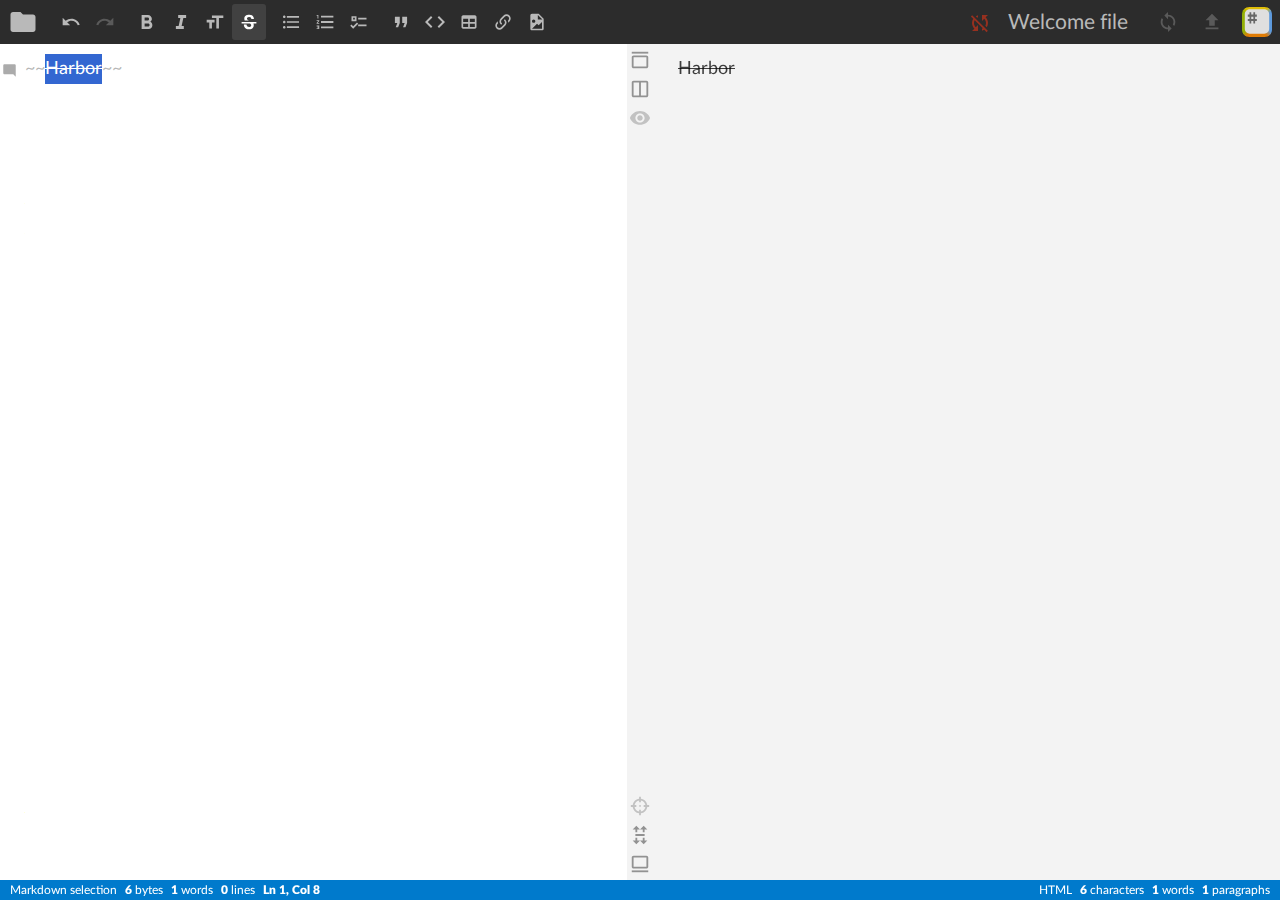 Welcome file
~~Harbor~~
Harbor
Markdown selection 6 bytes 1 words 0 lines Ln 1, Col 8
HTML 6 characters 1 words 1 paragraphs